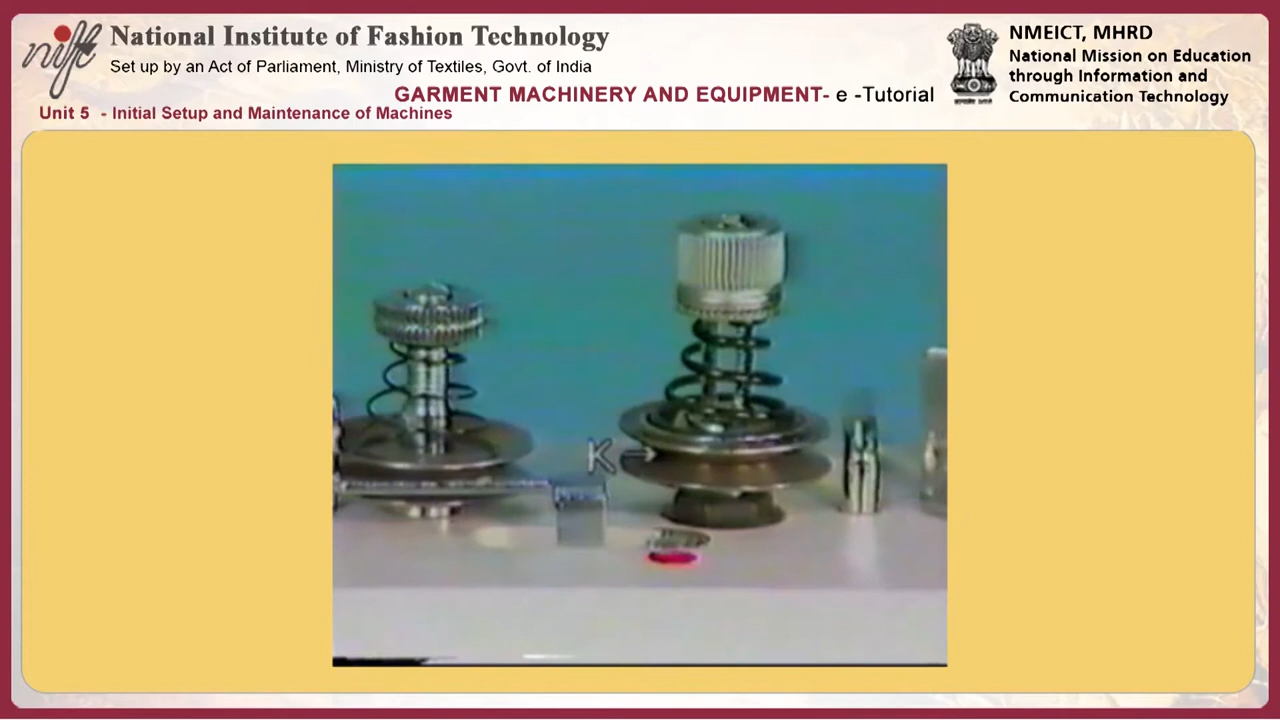 nift
National Institute of Fashion Technology
Set up by an Act of Parliament, Ministry of Textiles, Govt. of India
GARMENT MACHINERY AND EQUIPMENT- e -Tutorial
Unit 5 - Initial Setup and Maintenance of Machines
NMEICT, MHRD
National Mission on Education
through Information and
Communication Technology
K